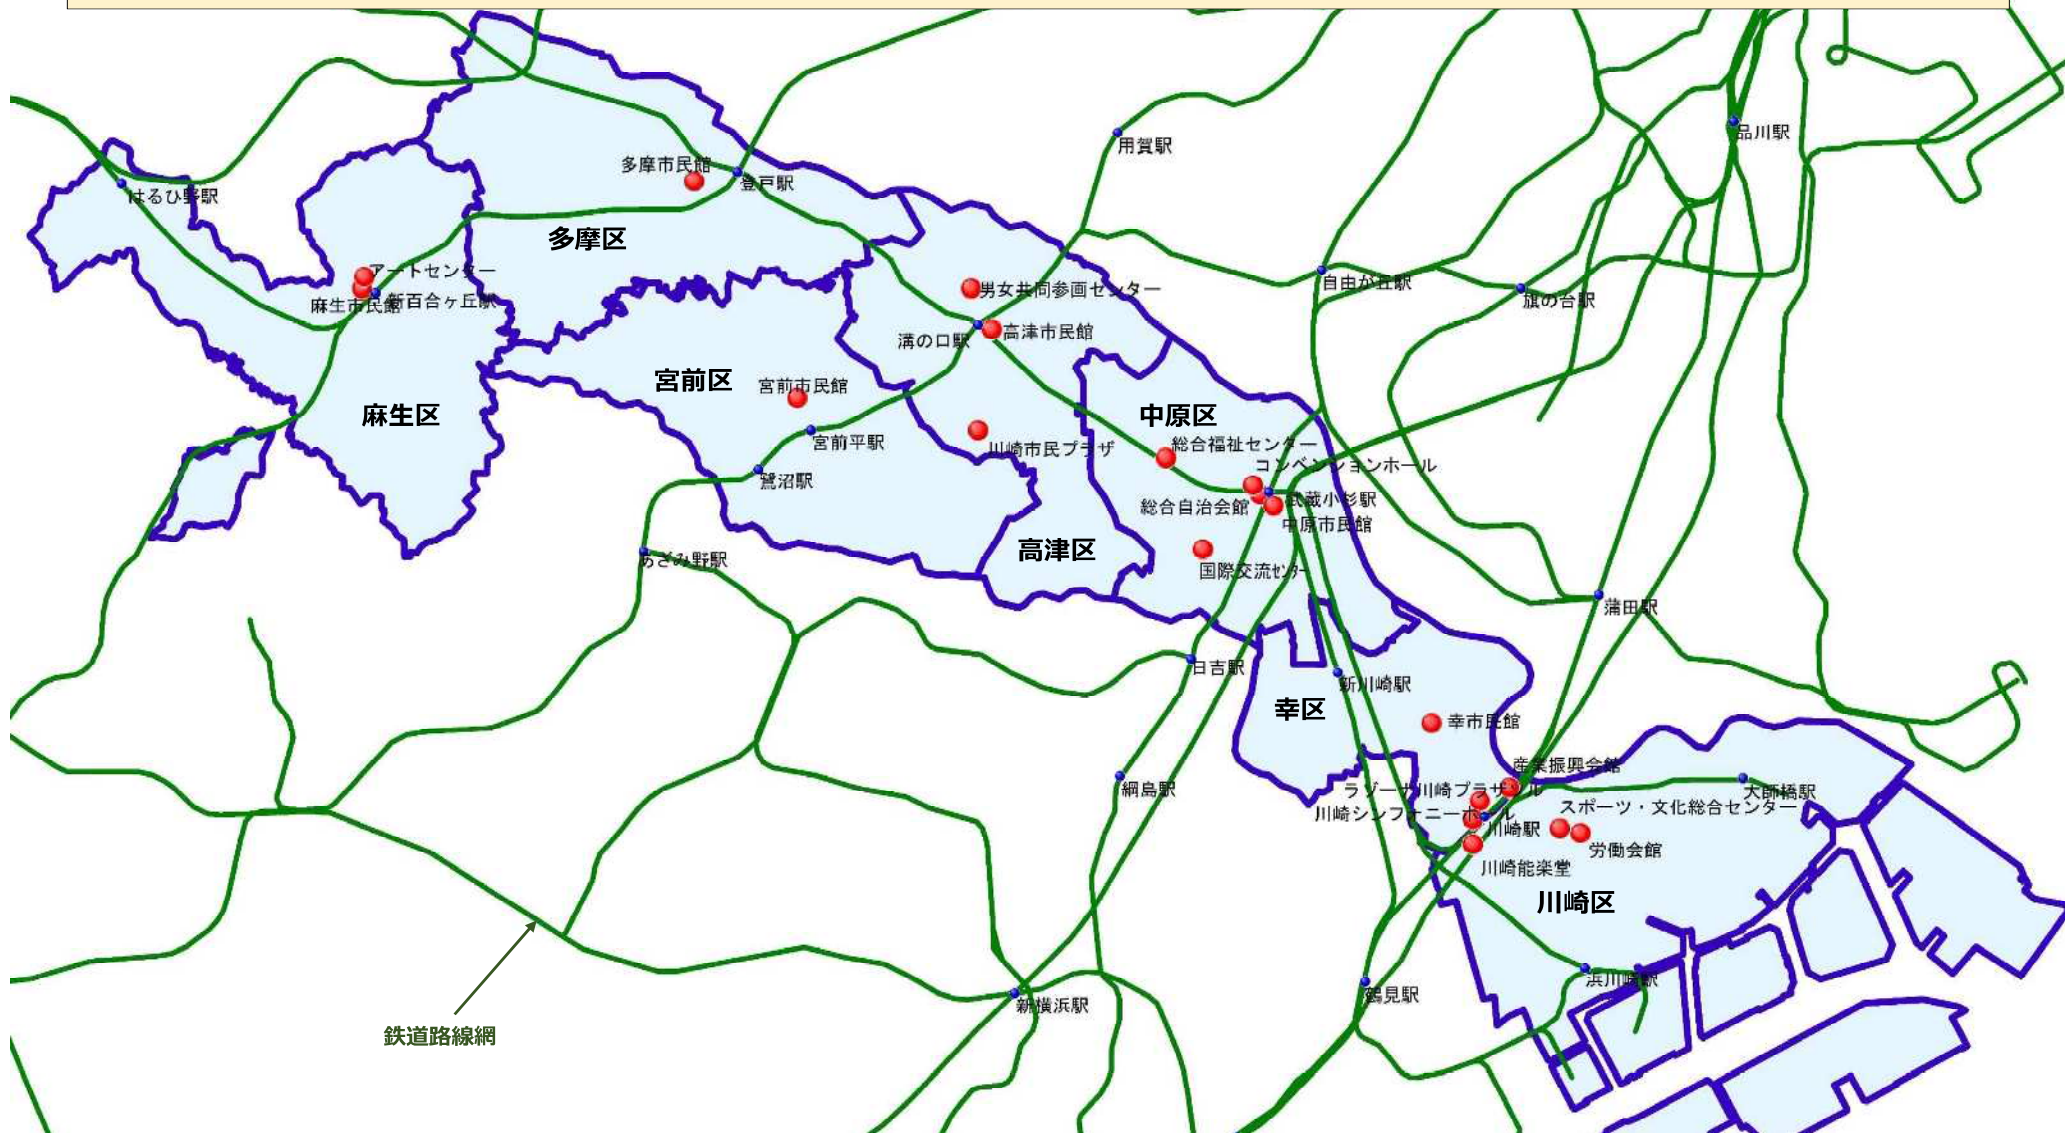 品川駅
用賀駅
多摩市民館
登戸駅
はるひ野駅
多摩区
アートセンター
麻生市民館
新百合ヶ丘駅
自由が丘駅
旗の台駅
男女共同参画センター
溝の口駅
高津市民館
宮前区
宮前市民館
麻生区
中原区
宮前平駅
川崎市民プラザ
総合福祉センター
コンベンションホール
鷺沼駅
総合自治会館
武蔵小杉駅
中原市民館
高津区
あざみ野駅
国際交流センター
蒲田駅
日吉駅
新川崎駅
幸区
幸市民館
産業振興会館
綱島駅
ラゾーナ川崎プラザソル
大師橋駅
川崎シンフォニーホール
スポーツ・文化総合センター
川崎駅
労働会館
川崎能楽堂
川崎区
浜川崎駅
鶴見駅
新横浜駅
鉄道路線網